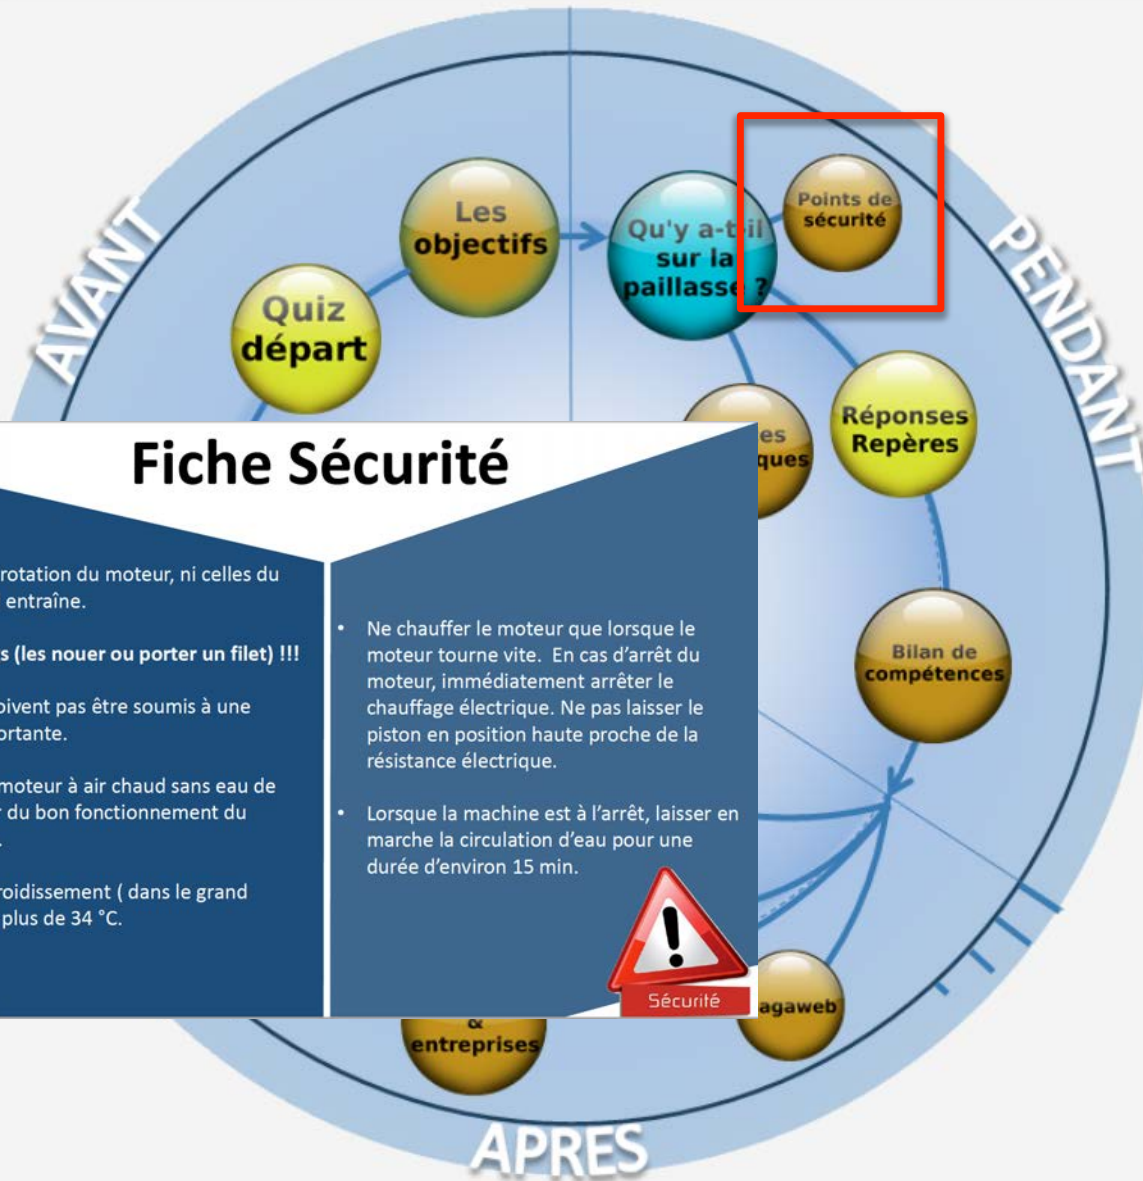 AVANT
PENDANT
APRES
Les
objectifs
Quiz
départ
Qu'y a-t-il
sur la
paillasse ?
Points de
sécurité
Réponses
Repères
es
ques
Bilan de
compétences
Fiche Sécurité
rotation du moteur, ni celles du
entraîne.
s (les nouer ou porter un filet) !!!
oivent pas être soumis à une
ortante.
moteur à air chaud sans eau de
r du bon fonctionnement du
.
roidissement ( dans le grand
plus de 34 °C.
• Ne chauffer le moteur que lorsque le
moteur tourne vite. En cas d'arrêt du
moteur, immédiatement arrêter le
chauffage électrique. Ne pas laisser le
piston en position haute proche de la
résistance électrique.
• Lorsque la machine est à l'arrêt, laisser en
marche la circulation d'eau pour une
durée d'environ 15 min.
Sécurité
&
entreprises
agaweb